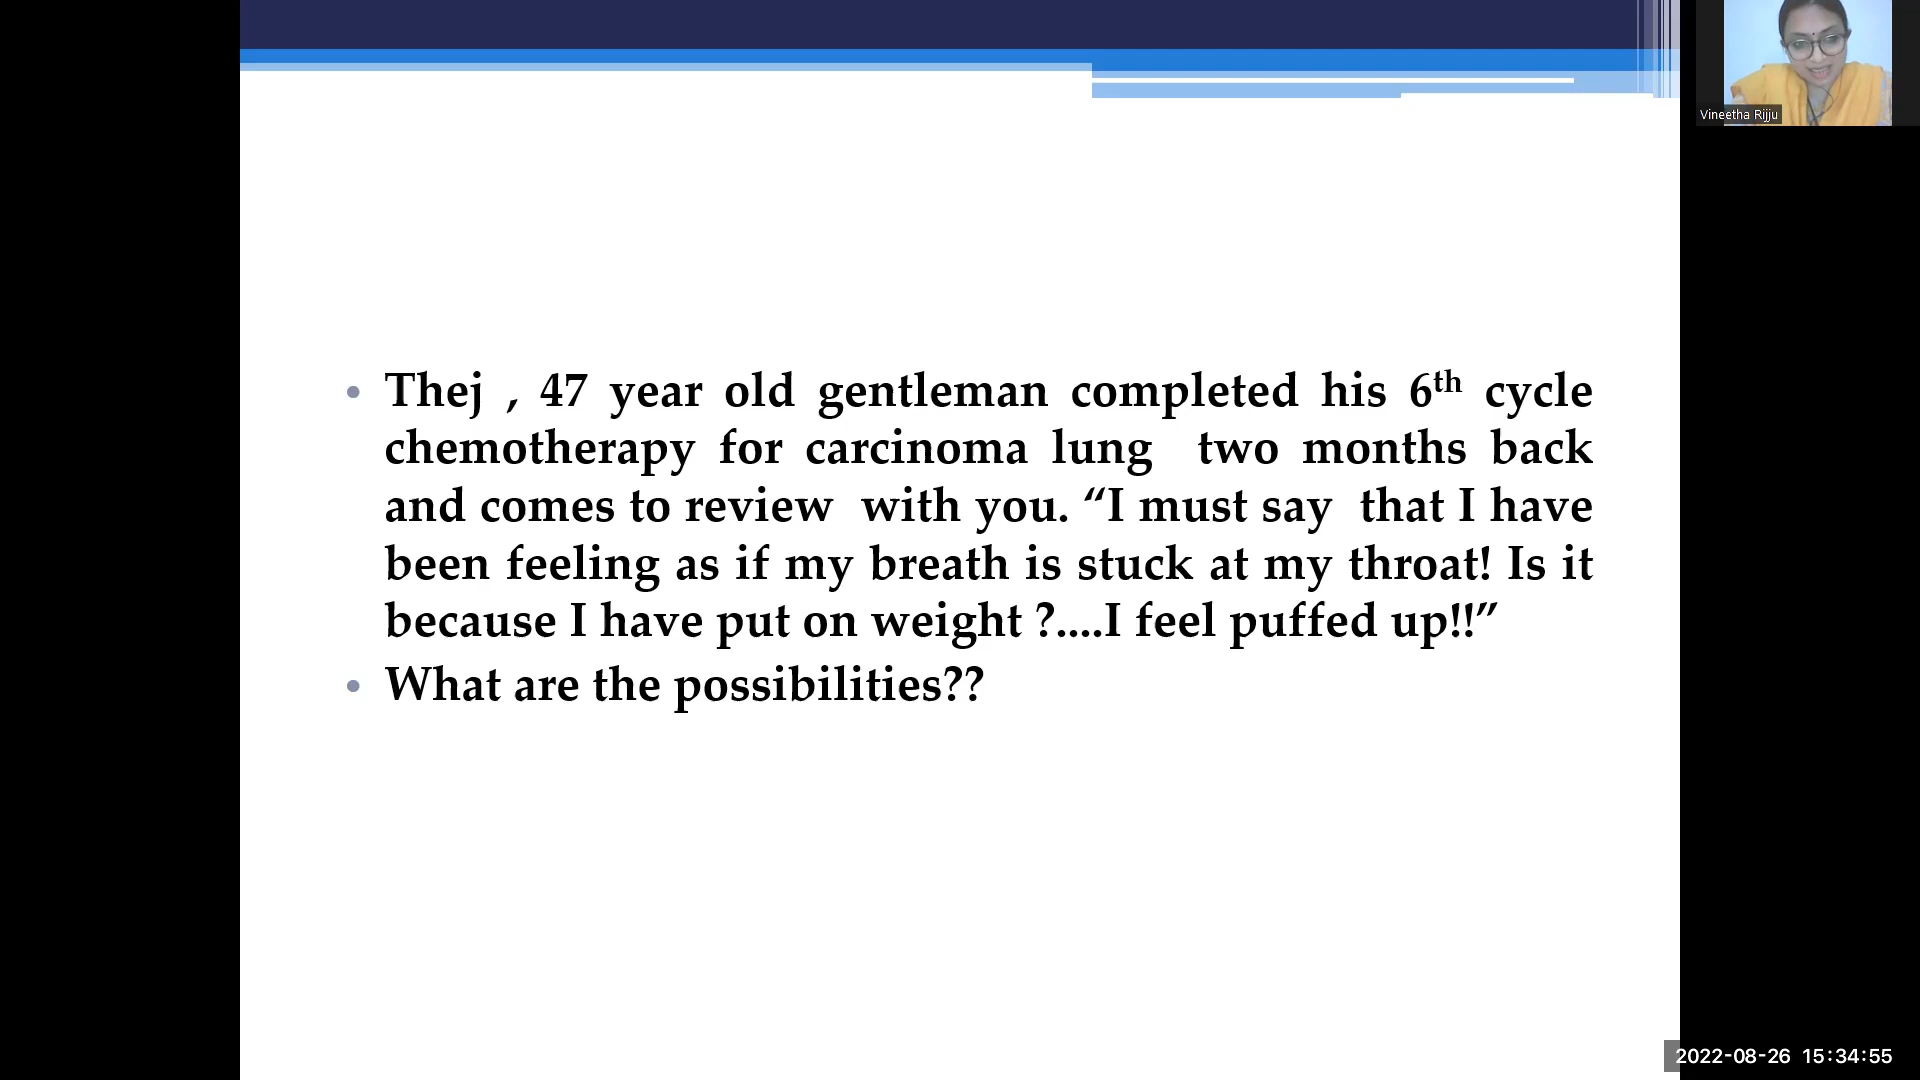 Vineetha Rijju
• Thej , 47 year old gentleman completed his 6th cycle
chemotherapy for carcinoma lung two months back
and comes to review with you. “I must say that I have
been feeling as if my breath is stuck at my throat! Is it
because I have put on weight ?....I feel puffed up!!”
• What are the possibilities??
2022-08-26 15:34:55